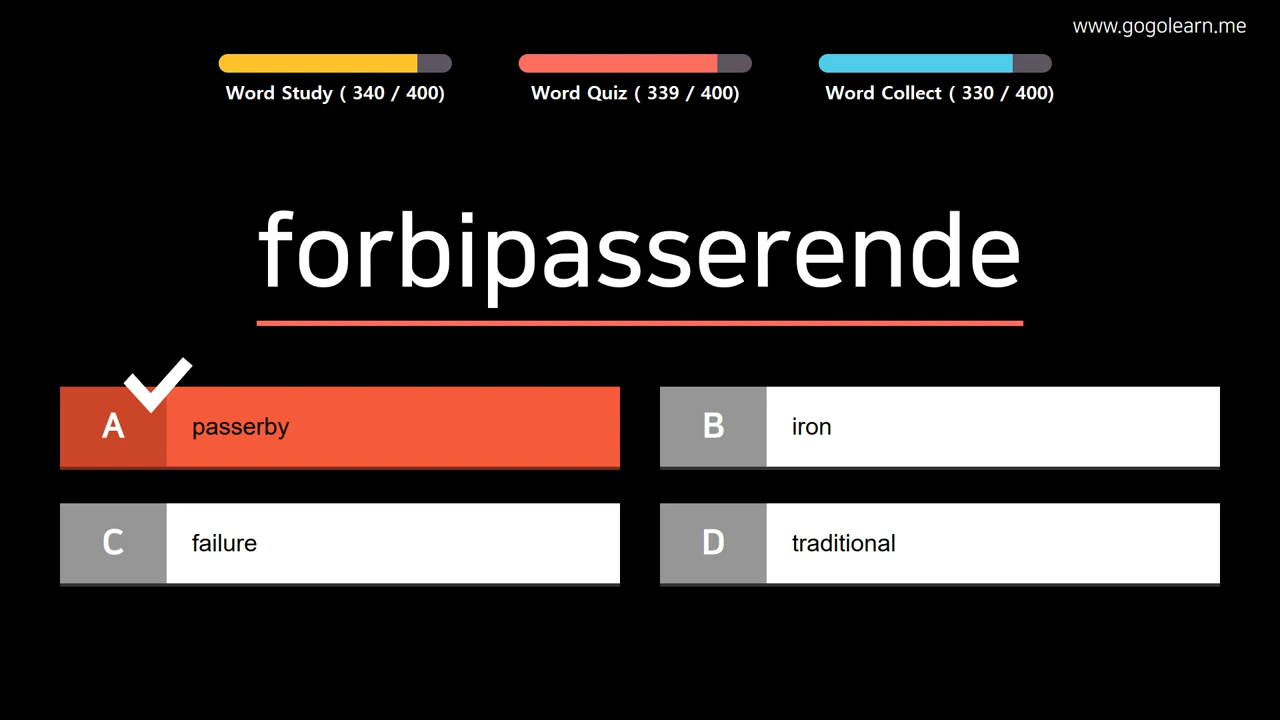 www.gogolearn.me
Word Study ( 340 / 400)
Word Quiz ( 339 / 400)
Word Collect ( 330 / 400)
forbipasserende
A passerby
B iron
C failure
D traditional